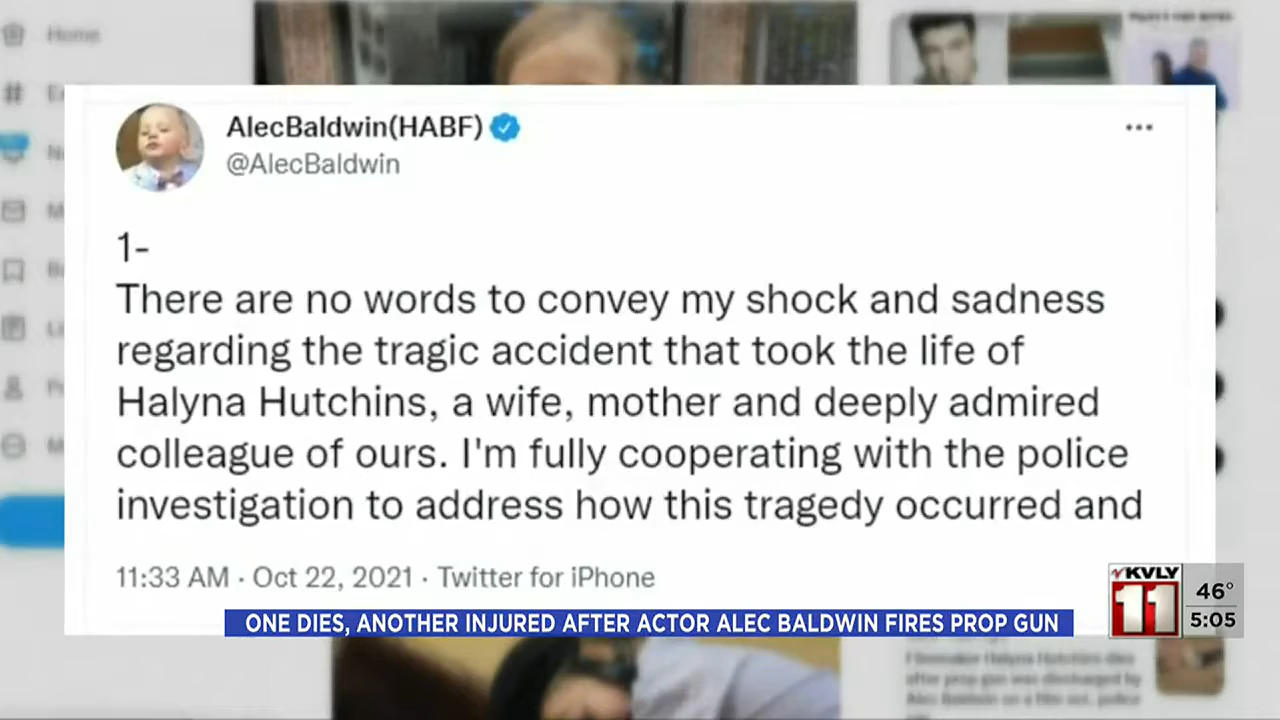 Home
AlecBaldwin(HABF)
@AlecBaldwin
1-
There are no words to convey my shock and sadness
regarding the tragic accident that took the life of
Halyna Hutchins, a wife, mother and deeply admired
colleague of ours. I'm fully cooperating with the police
investigation to address how this tragedy occurred and
11:33 AM · Oct 22, 2021 · Twitter for iPhone
KVLY
11
46°
5:05
ONE DIES, ANOTHER INJURED AFTER ACTOR ALEC BALDWIN FIRES PROP GUN